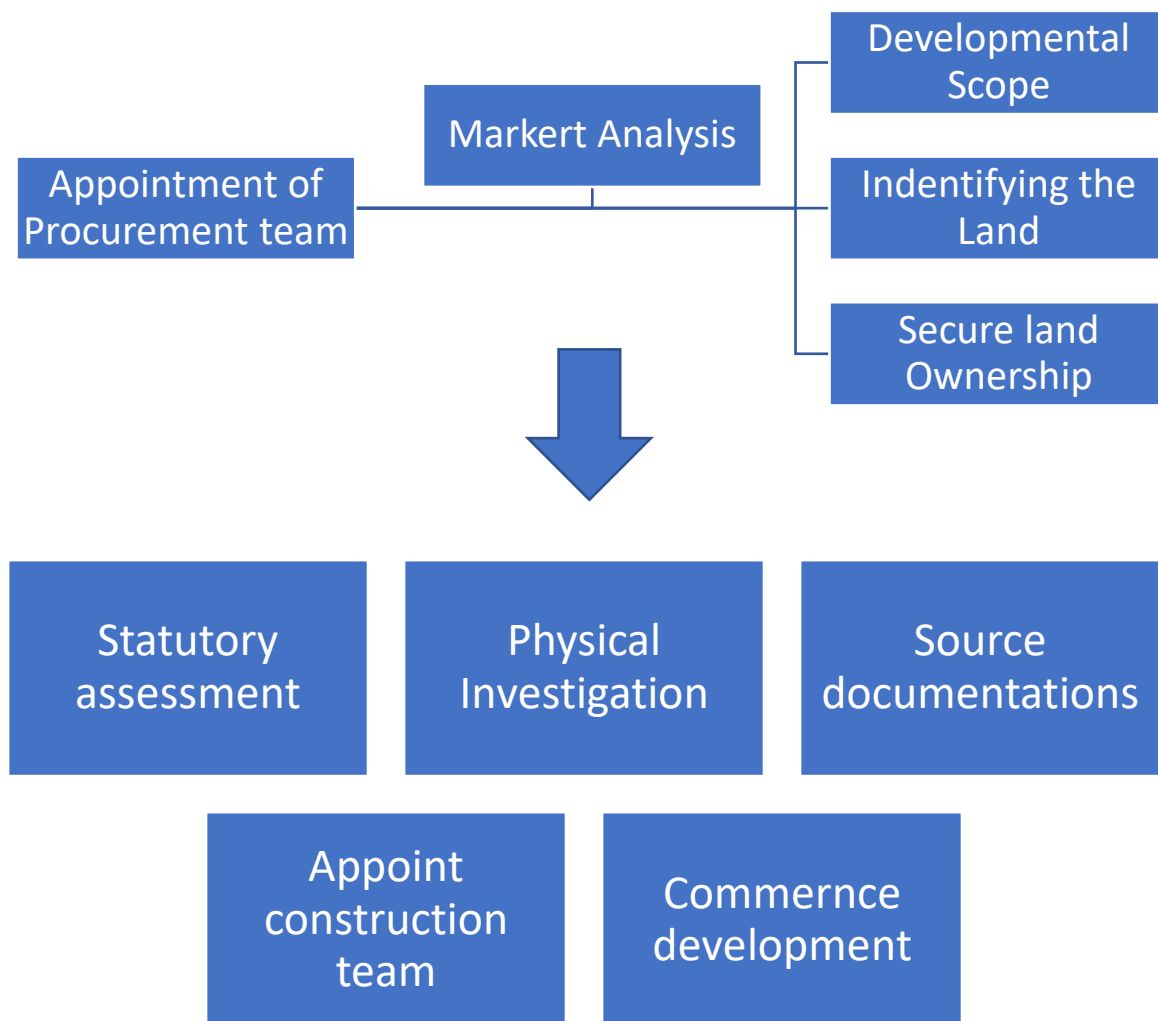 Appointment of
Procurement team
Markert Analysis
Developmental
Scope
Indentifying the
Land
Secure land
Ownership
Statutory
assessment
Physical
Investigation
Source
documentations
Appoint
construction
team
Commernce
development